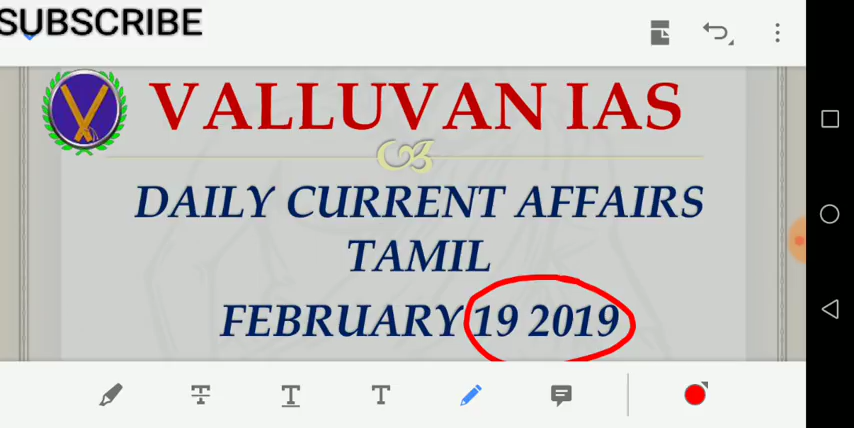 SUBSCRIBE
VALLUVAN IAS
DAILY CURRENT AFFAIRS
TAMIL
FEBRUARY 19 2019